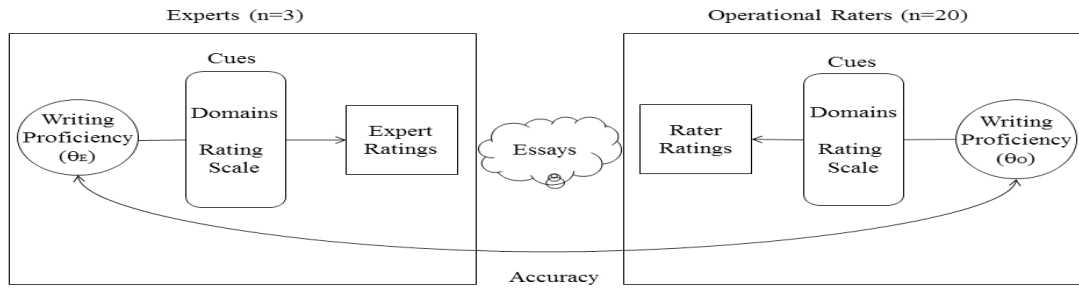 Experts (n=3)
Operational Raters (n=20)
Cues
Writing
Proficiency
(θE)
Domains
Rating
Scale
Expert
Ratings
Essays
Rater
Ratings
Cues
Domains
Rating
Scale
Writing
Proficiency
(θO)
Accuracy